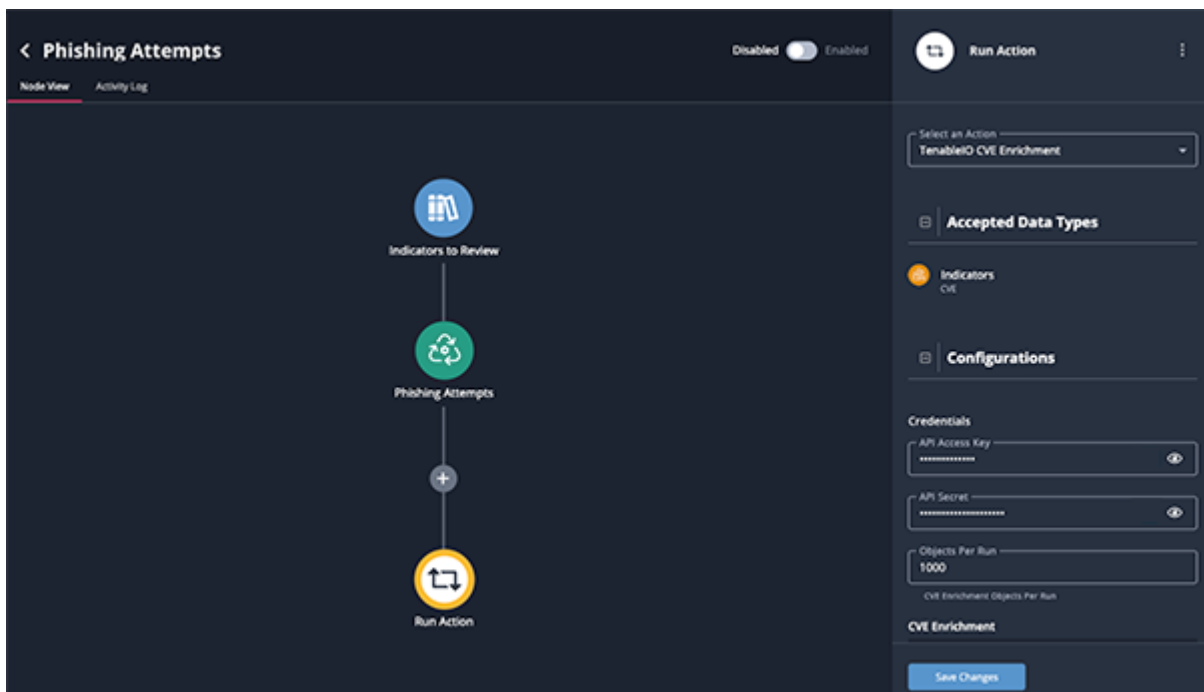 Phishing Attempts
Disabled Enabled
Node View Activity Log
Indicators to Review
Phishing Attempts
+
Run Action
Run Action
Select an Action
TenableIO CVE Enrichment
Accepted Data Types
Indicators
CVE
Configurations
Credentials
API Access Key
••••••••••••••
API Secret
•••••••••••••••••••••
Objects Per Run
1000
CVE Enrichment Objects Per Run
CVE Enrichment
Save Changes